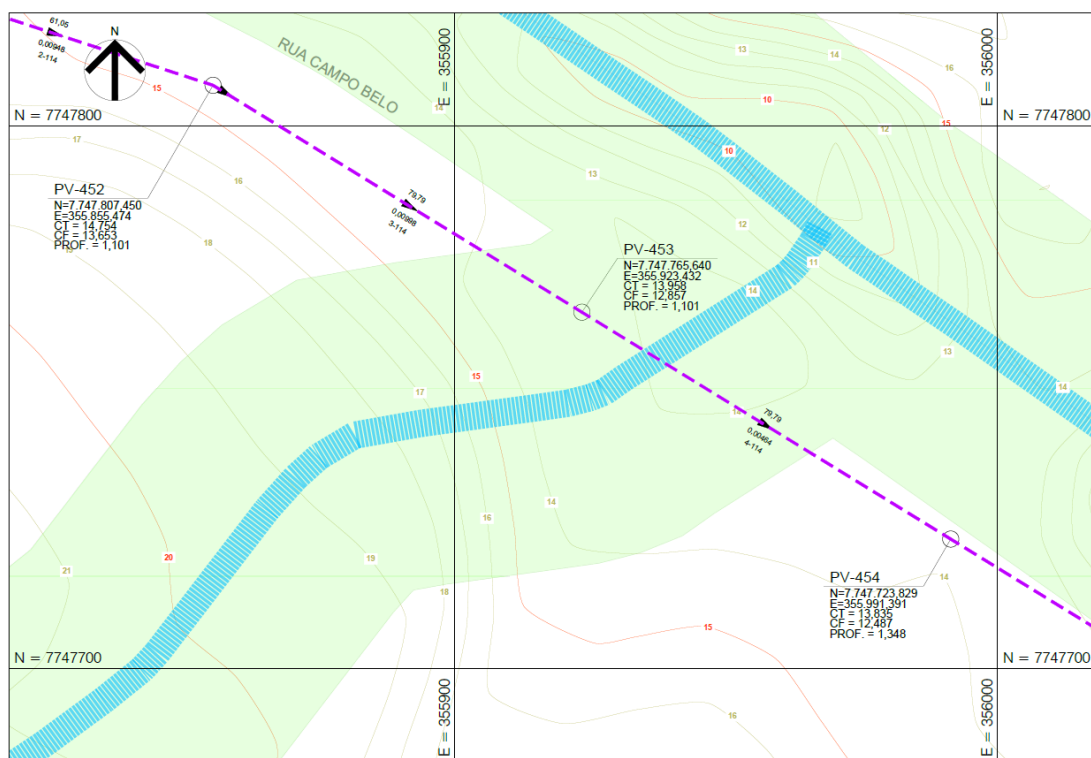 61,05
0,00948
2-114
N
RUA CAMPO BELO
E = 355900
E = 356000
13
14
16
15
14
10
N = 7747800
N = 7747800
15
17
10
12
16
13
PV-452
N=7.747.807,450
E=355.855,474
CT = 14,754
CF = 13,653
PROF. = 1,101
79,79
0,00998
3-114
18
12
PV-453
N=7.747.765,640
E=355.923,432
CT = 13,958
CF = 12,857
PROF. = 1,101
11
14
13
15
17
14
14
79,79
0,00464
4-114
14
16
20
19
21
18
14
PV-454
N=7.747.723,829
E=355.991,391
CT = 13,835
CF = 12,487
PROF. = 1,348
15
N = 7747700
N = 7747700
E = 355900
E = 356000
16